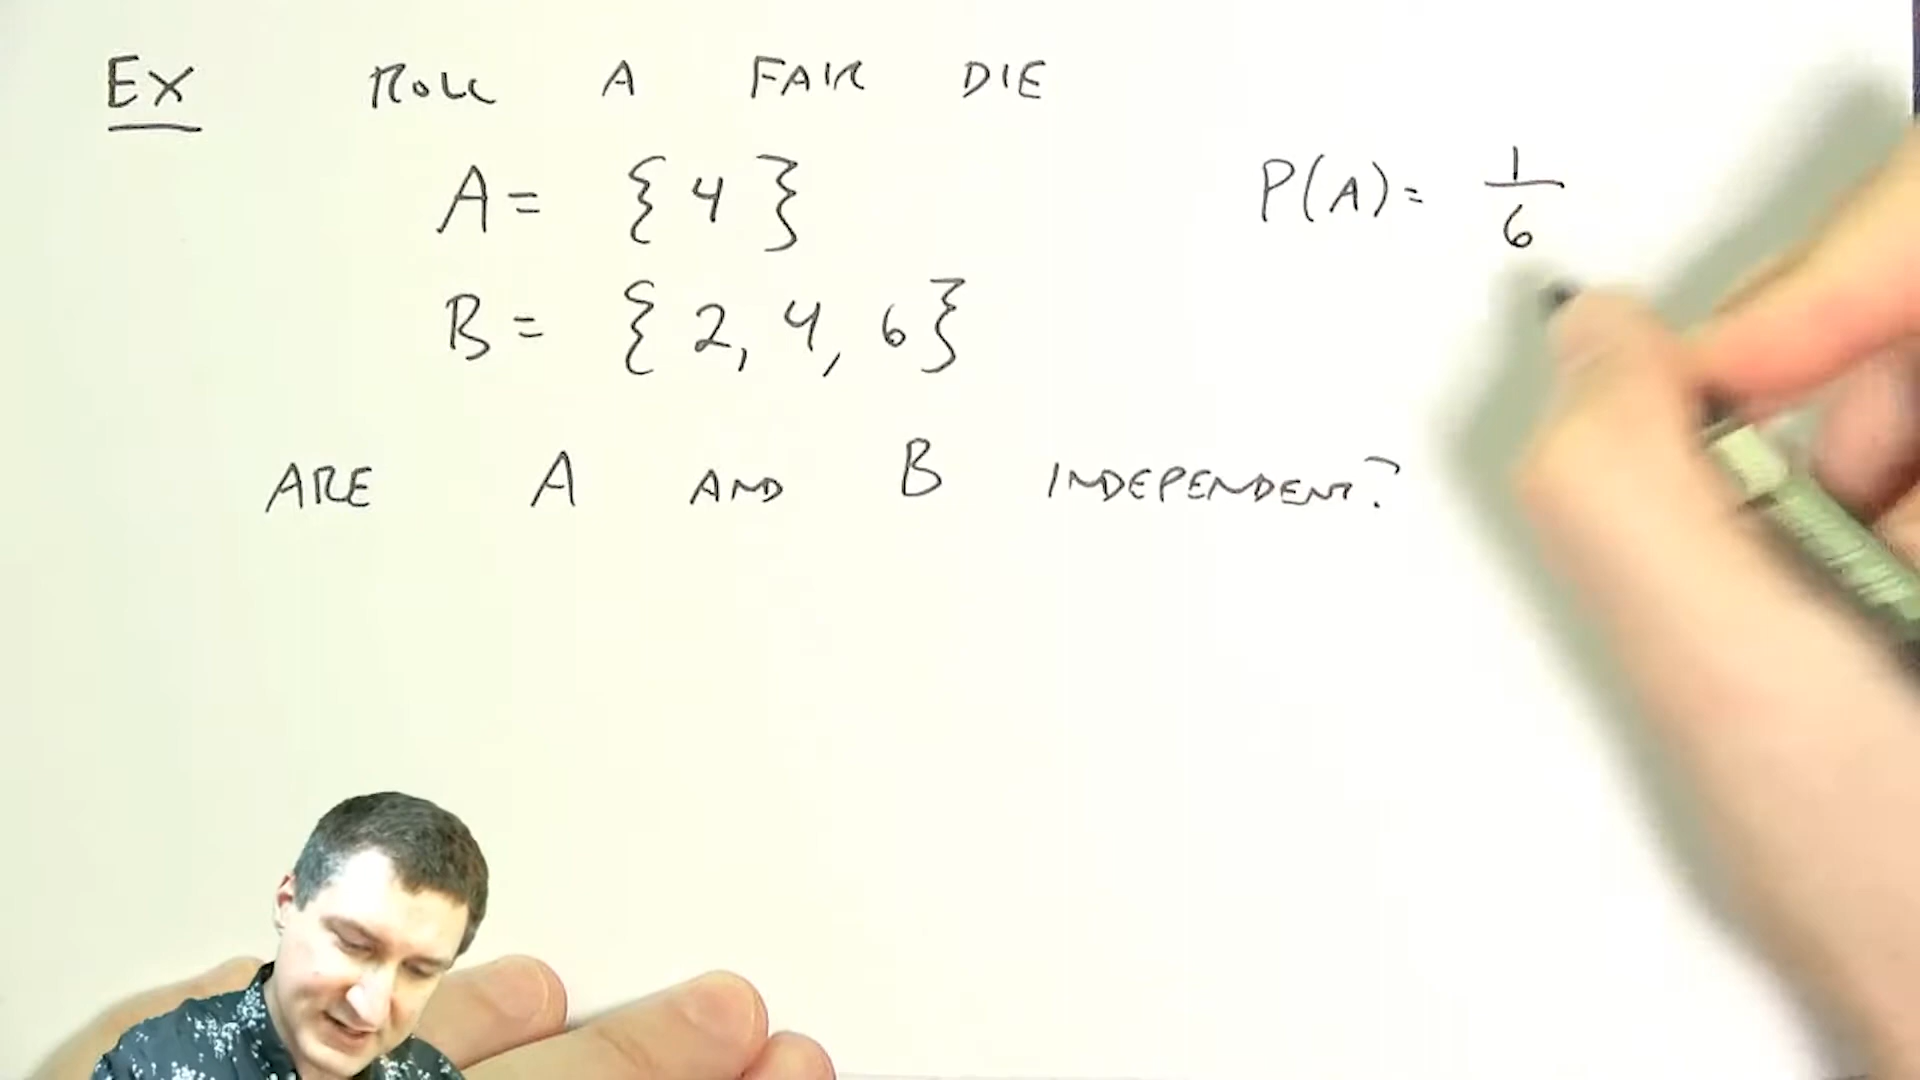 EX ROLL A FAIR DIE
A = { 4 }
P(A) = 1/6
B = { 2, 4, 6 }
ARE A AND B INDEPENDENT?